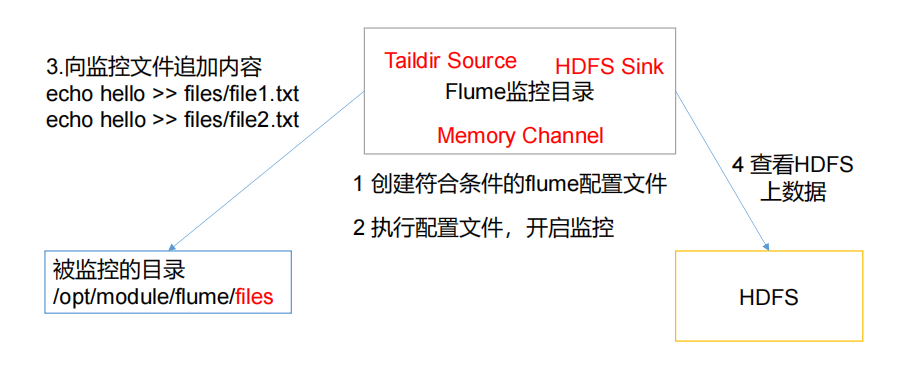 3.向监控文件追加内容
echo hello >> files/file1.txt
echo hello >> files/file2.txt
Taildir Source
HDFS Sink
Flume监控目录
Memory Channel
1 创建符合条件的flume配置文件
2 执行配置文件，开启监控
4 查看HDFS
上数据
被监控的目录
/opt/module/flume/files
HDFS